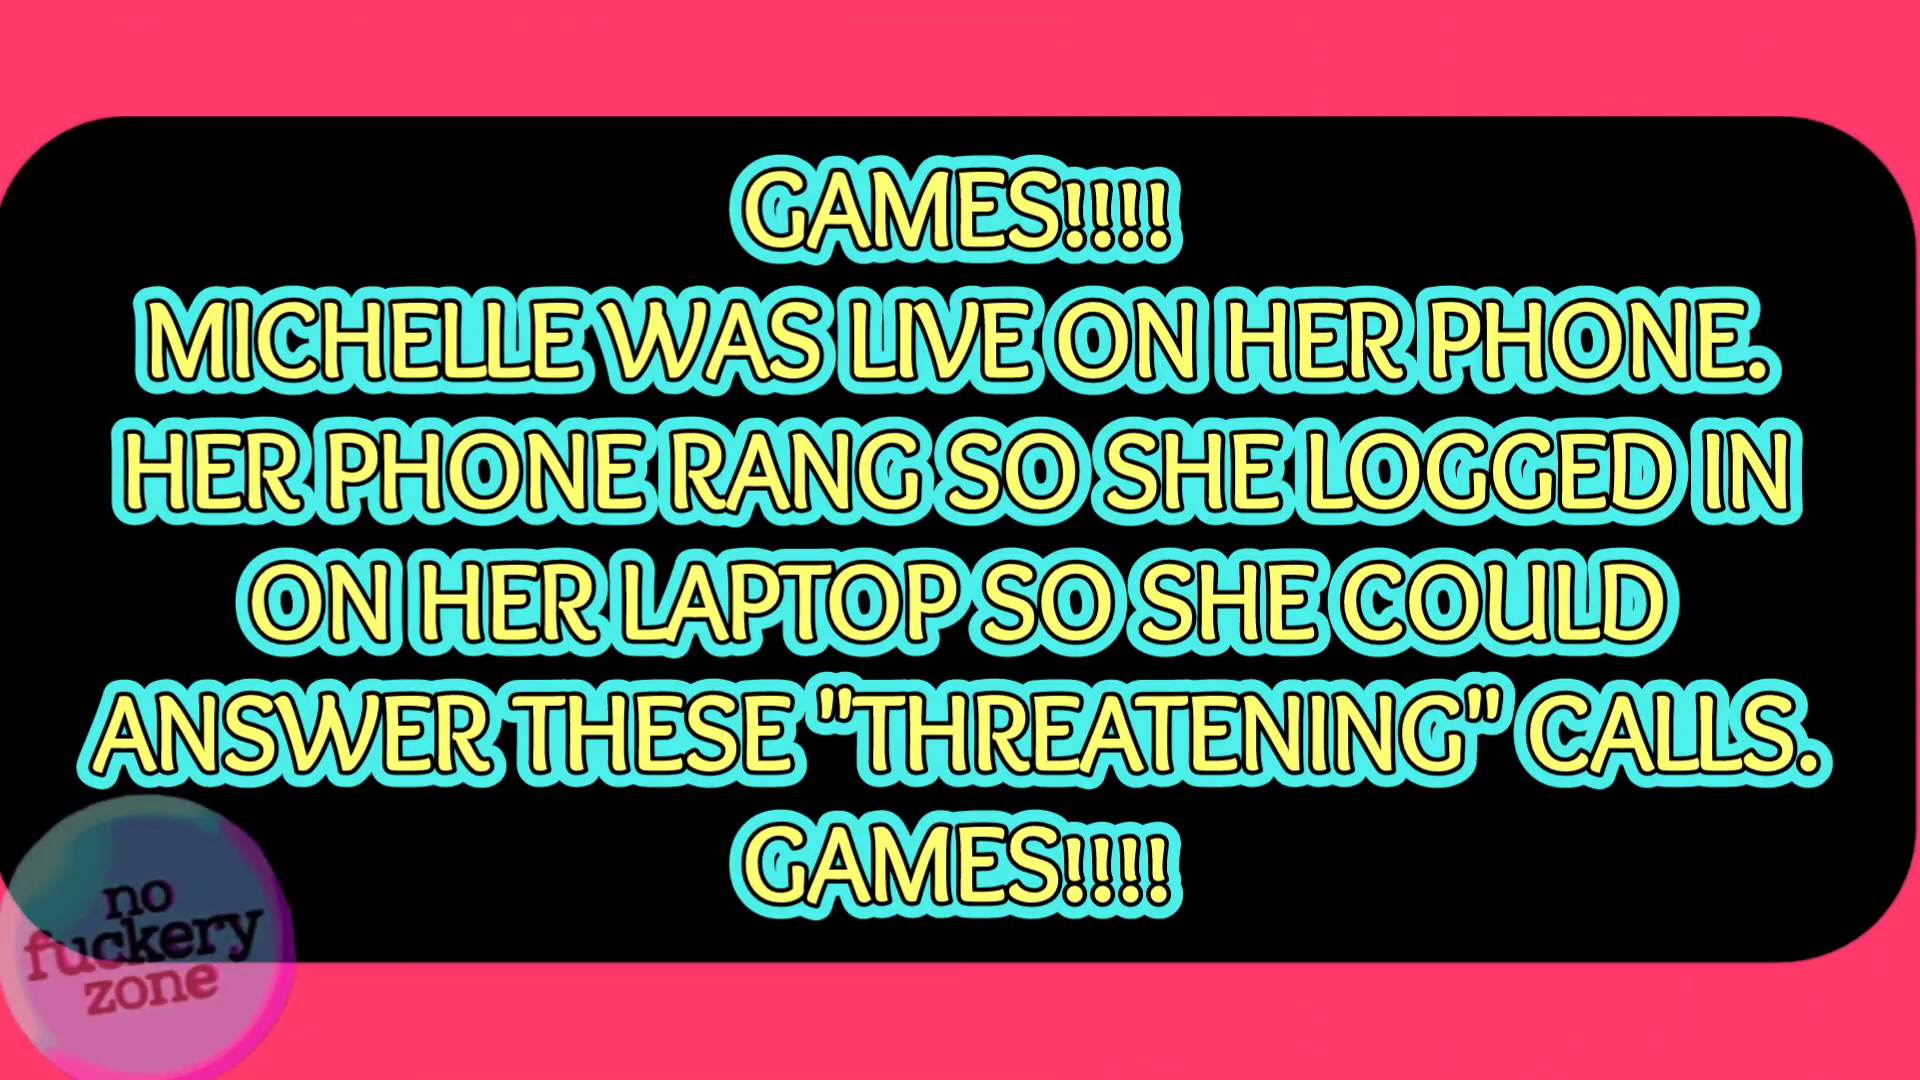 GAMES!!!!
MICHELLE WAS LIVE ON HER PHONE.
HER PHONE RANG SO SHE LOGGED IN
ON HER LAPTOP SO SHE COULD
ANSWER THESE "THREATENING" CALLS.
GAMES!!!!
no
fuckery
zone